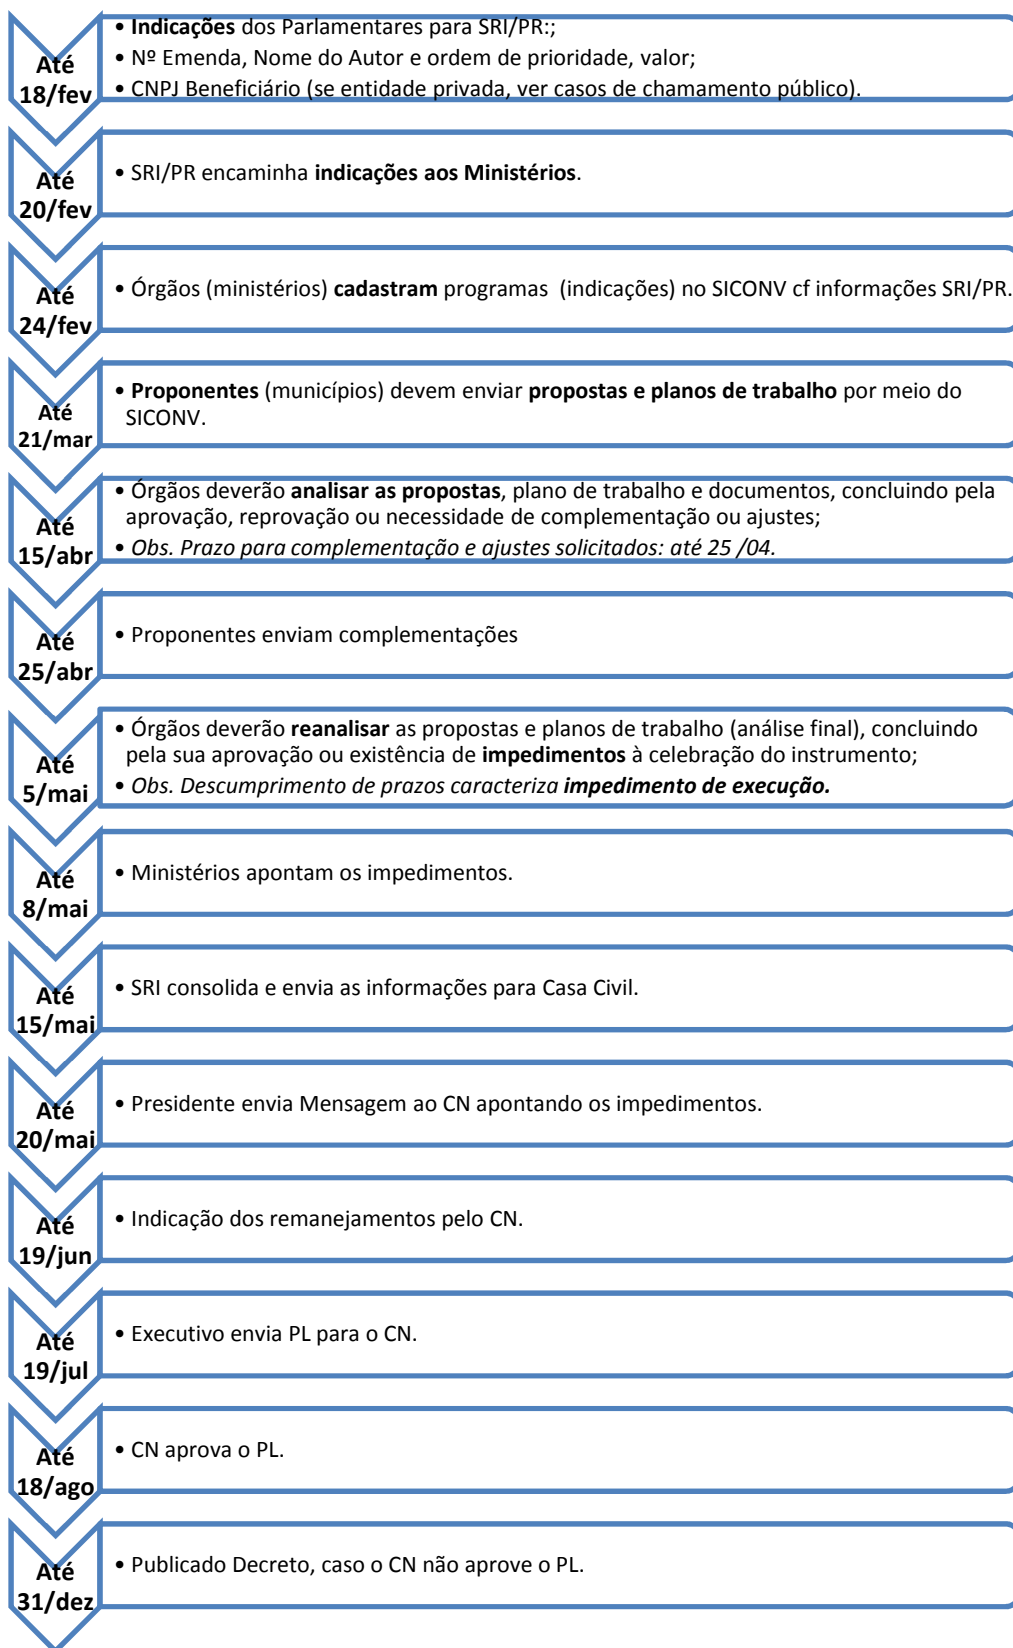 Até
18/fev
• Indicações dos Parlamentares para SRI/PR:;
• Nº Emenda, Nome do Autor e ordem de prioridade, valor;
• CNPJ Beneficiário (se entidade privada, ver casos de chamamento público).
Até
20/fev
• SRI/PR encaminha indicações aos Ministérios.
Até
24/fev
• Órgãos (ministérios) cadastram programas (indicações) no SICONV cf informações SRI/PR.
Até
21/mar
• Proponentes (municípios) devem enviar propostas e planos de trabalho por meio do
SICONV.
Até
15/abr
• Órgãos deverão analisar as propostas, plano de trabalho e documentos, concluindo pela
aprovação, reprovação ou necessidade de complementação ou ajustes;
• Obs. Prazo para complementação e ajustes solicitados: até 25 /04.
Até
25/abr
• Proponentes enviam complementações
Até
5/mai
• Órgãos deverão reanalisar as propostas e planos de trabalho (análise final), concluindo
pela sua aprovação ou existência de impedimentos à celebração do instrumento;
• Obs. Descumprimento de prazos caracteriza impedimento de execução.
Até
8/mai
• Ministérios apontam os impedimentos.
Até
15/mai
• SRI consolida e envia as informações para Casa Civil.
Até
20/mai
• Presidente envia Mensagem ao CN apontando os impedimentos.
Até
19/jun
• Indicação dos remanejamentos pelo CN.
Até
19/jul
• Executivo envia PL para o CN.
Até
18/ago
• CN aprova o PL.
Até
31/dez
• Publicado Decreto, caso o CN não aprove o PL.